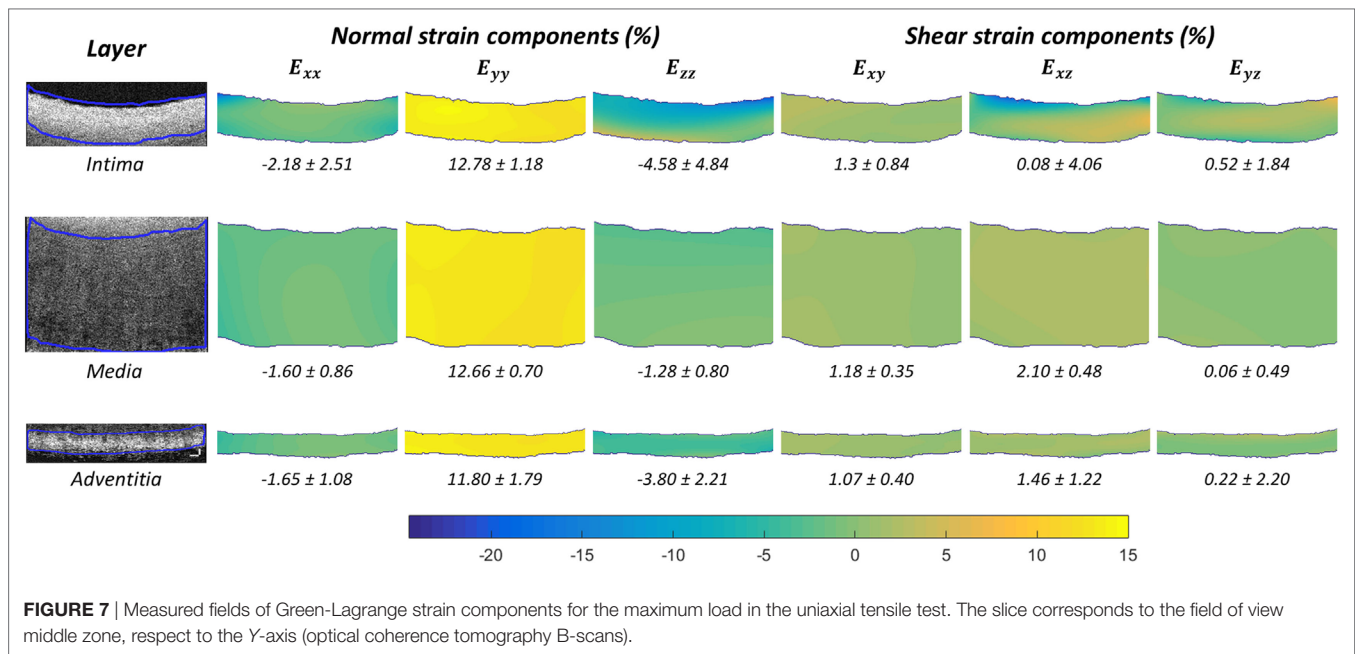 Layer
Normal strain components (%)
Shear strain components (%)
E_xx E_yy E_zz E_xy E_xz E_yz
Intima
-2.18 ± 2.51 12.78 ± 1.18 -4.58 ± 4.84 1.3 ± 0.84 0.08 ± 4.06 0.52 ± 1.84
Media
-1.60 ± 0.86 12.66 ± 0.70 -1.28 ± 0.80 1.18 ± 0.35 2.10 ± 0.48 0.06 ± 0.49
Adventitia
-1.65 ± 1.08 11.80 ± 1.79 -3.80 ± 2.21 1.07 ± 0.40 1.46 ± 1.22 0.22 ± 2.20
-20 -15 -10 -5 0 5 10 15
FIGURE 7 | Measured fields of Green-Lagrange strain components for the maximum load in the uniaxial tensile test. The slice corresponds to the field of view
middle zone, respect to the Y-axis (optical coherence tomography B-scans).